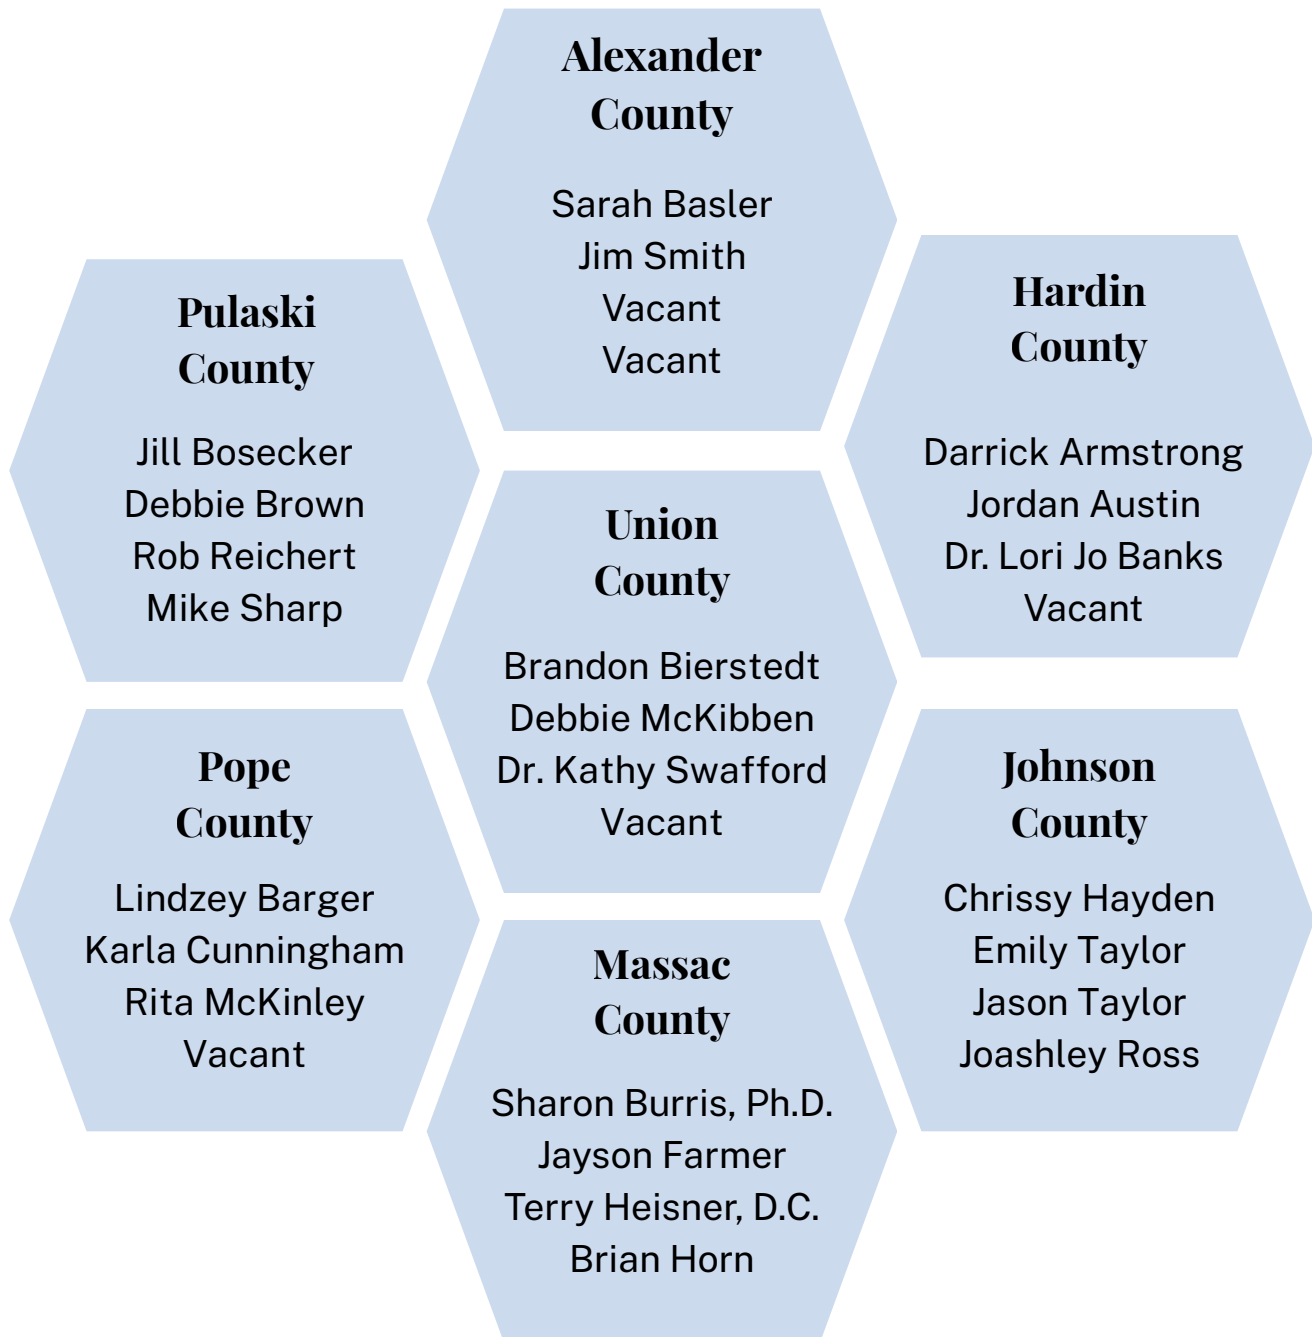 Alexander
County
Sarah Basler
Jim Smith
Vacant
Vacant
Pulaski
County
Jill Bosecker
Debbie Brown
Rob Reichert
Mike Sharp
Hardin
County
Darrick Armstrong
Jordan Austin
Dr. Lori Jo Banks
Vacant
Union
County
Brandon Bierstedt
Debbie McKibben
Dr. Kathy Swafford
Vacant
Pope
County
Lindzey Barger
Karla Cunningham
Rita McKinley
Vacant
Johnson
County
Chrissy Hayden
Emily Taylor
Jason Taylor
Joashley Ross
Massac
County
Sharon Burris, Ph.D.
Jayson Farmer
Terry Heisner, D.C.
Brian Horn